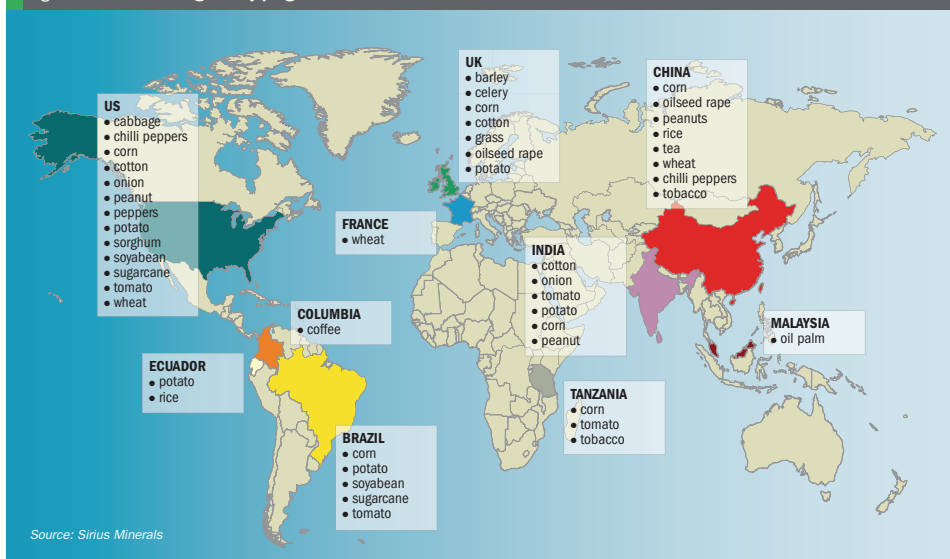 US
• cabbage
• chilli peppers
• corn
• cotton
• onion
• peanut
• peppers
• potato
• sorghum
• soyabean
• sugarcane
• tomato
• wheat
UK
• barley
• celery
• corn
• cotton
• grass
• oilseed rape
• potato
CHINA
• corn
• oilseed rape
• peanuts
• rice
• tea
• wheat
• chilli peppers
• tobacco
FRANCE
• wheat
INDIA
• cotton
• onion
• tomato
• potato
• corn
• peanut
COLUMBIA
• coffee
MALAYSIA
• oil palm
ECUADOR
• potato
• rice
TANZANIA
• corn
• tomato
• tobacco
BRAZIL
• corn
• potato
• soyabean
• sugarcane
• tomato
Source: Sirius Minerals